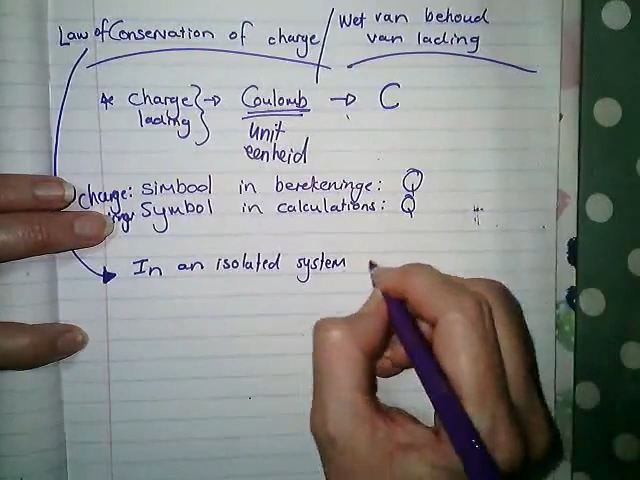 Law of Conservation of charge / Wet van behoud
van lading
* Charge } → Coulomb → C
lading
unit
eenheid
charge: simbool in berekeninge: Q
Symbol in calculations: Q
In an isolated system